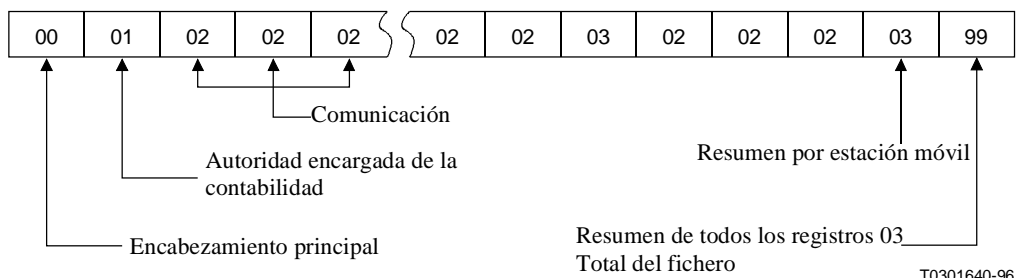 00 01 02 02 02 02 02 03 02 02 02 03 99
Comunicación
Autoridad encargada de la
contabilidad
Resumen por estación móvil
Encabezamiento principal
Resumen de todos los registros 03
Total del fichero
T0301640-96